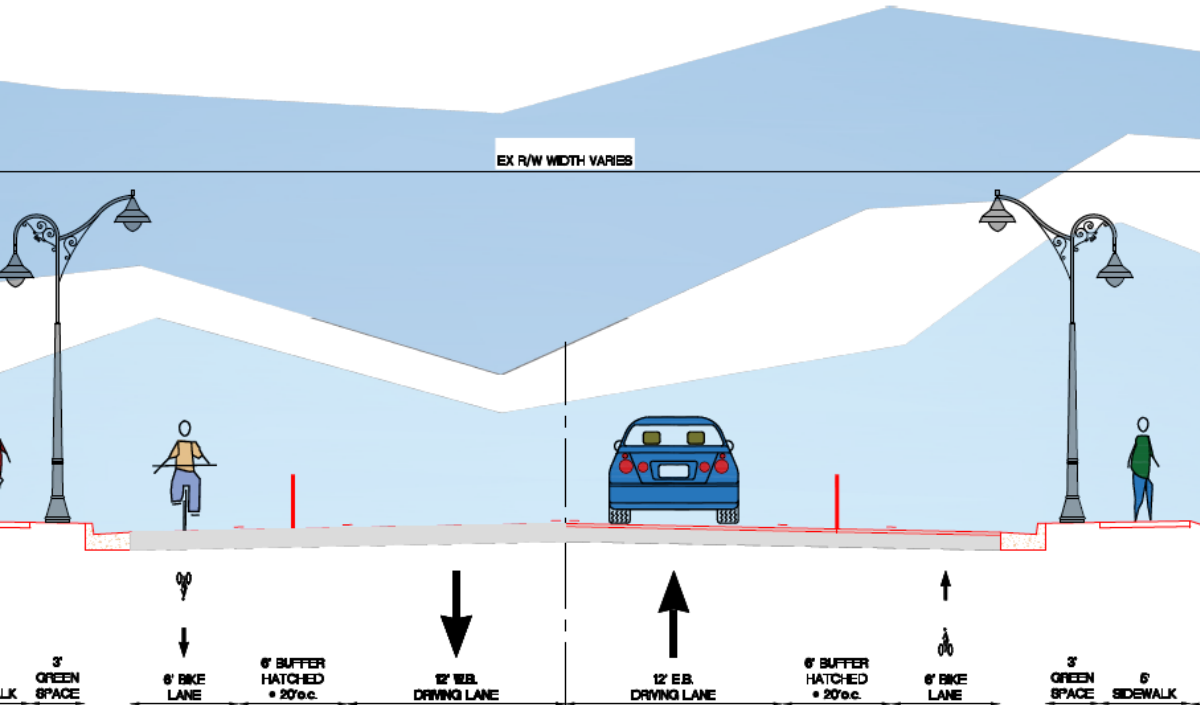 EX R/W WIDTH VARIES
LK
3'
GREEN
SPACE
6' BIKE
LANE
6' BUFFER
HATCHED
@ 20'o.c.
12' W.B.
DRIVING LANE
12' E.B.
DRIVING LANE
6' BUFFER
HATCHED
@ 20'o.c.
6' BIKE
LANE
3'
GREEN
SPACE
5'
SIDEWALK